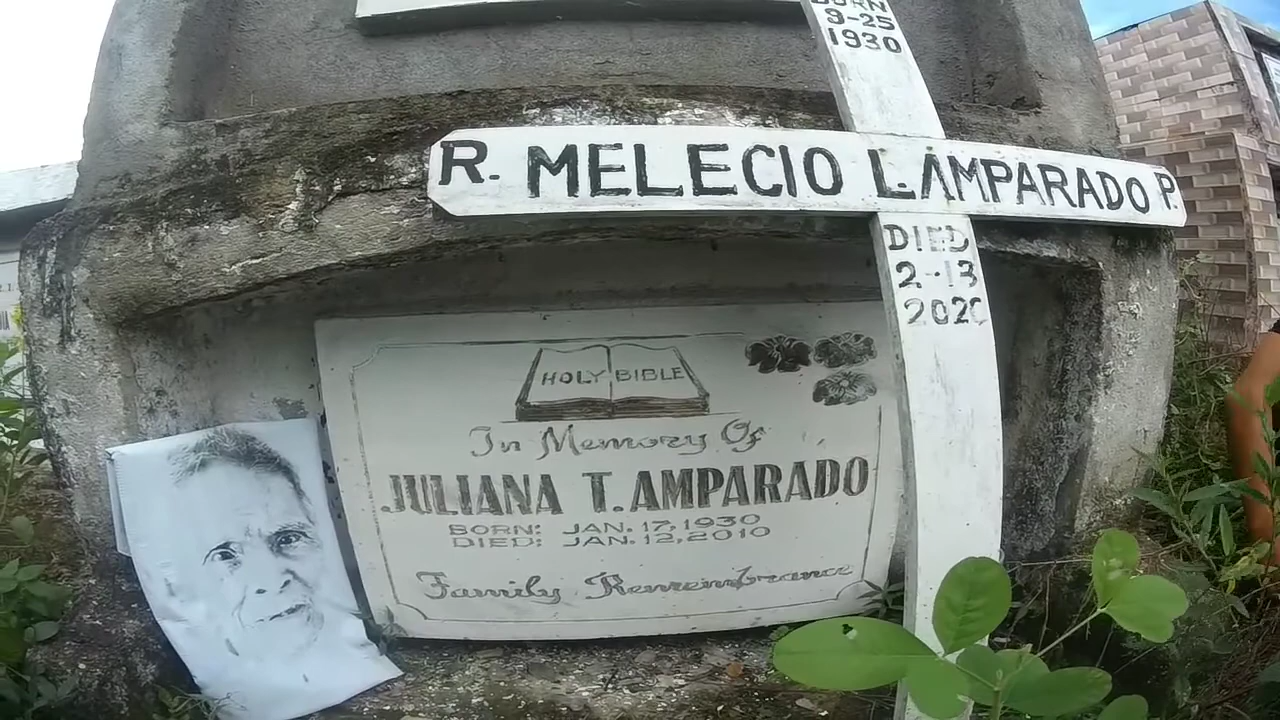 BORN
9-25
1930
R. MELECIO L. AMPARADO P.
DIED
2-13
2020
HOLY BIBLE
In Memory Of
JULIANA T. AMPARADO
BORN: JAN. 17, 1930
DIED: JAN. 12, 2010
Family Remembrance